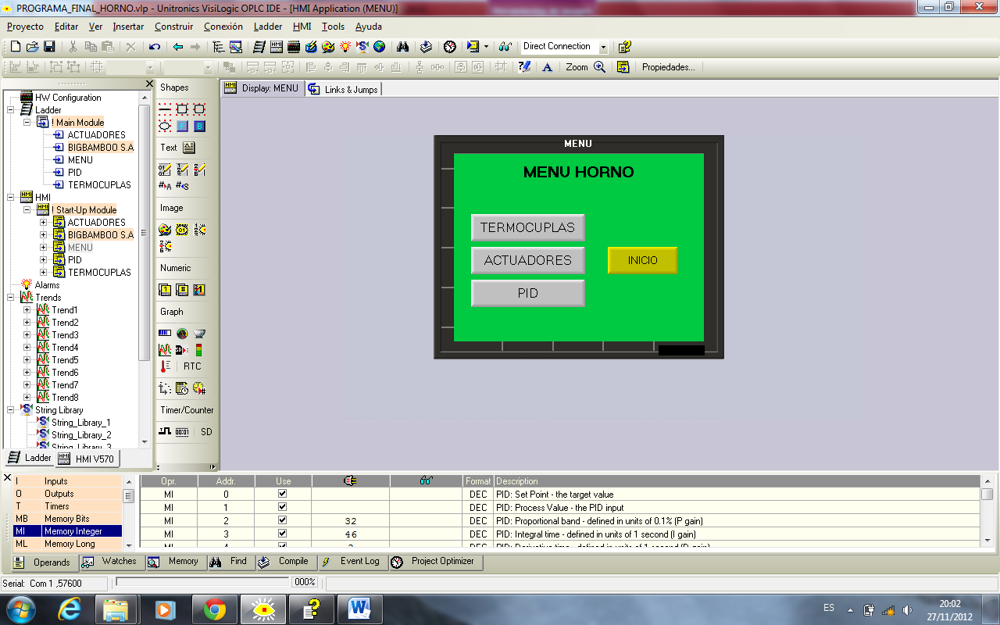 PROGRAMA_FINAL_HORNO.vlp - Unitronics VisiLogic OPLC IDE - [HMI Application (MENU)]
Proyecto Editar Ver Insertar Construir Conexión Ladder HMI Tools Ayuda
Direct Connection
Zoom Propiedades...
HW Configuration
Ladder
! Main Module
ACTUADORES
BIGBAMBOO S.A
MENU
PID
TERMOCUPLAS
HMI
! Start-Up Module
ACTUADORES
BIGBAMBOO S.A
MENU
PID
TERMOCUPLAS
Alarms
Trends
Trend1
Trend2
Trend3
Trend4
Trend5
Trend6
Trend7
Trend8
String Library
String_Library_1
String_Library_2
String_Library_3
Ladder HMI V570
Shapes
Text
Image
Numeric
Graph
RTC
Timer/Counter
SD
Display: MENU Links & Jumps
MENU
MENU HORNO
TERMOCUPLAS
ACTUADORES INICIO
PID
I Inputs
O Outputs
T Timers
MB Memory Bits
MI Memory Integer
ML Memory Long
Opr. Addr. Use Format Description
MI 0 DEC PID: Set Point - the target value
MI 1 DEC PID: Process Value - the PID input
MI 2 32 DEC PID: Proportional band - defined in units of 0.1% (P gain)
MI 3 46 DEC PID: Integral time - defined in units of 1 second (I gain)
MI 4 DEC PID: Derivative time - defined in units of 1 second (D gain)
Operands Watches Memory Find Compile Event Log Project Optimizer
Serial: Com 1 ,57600 000%
ES 20:02
27/11/2012